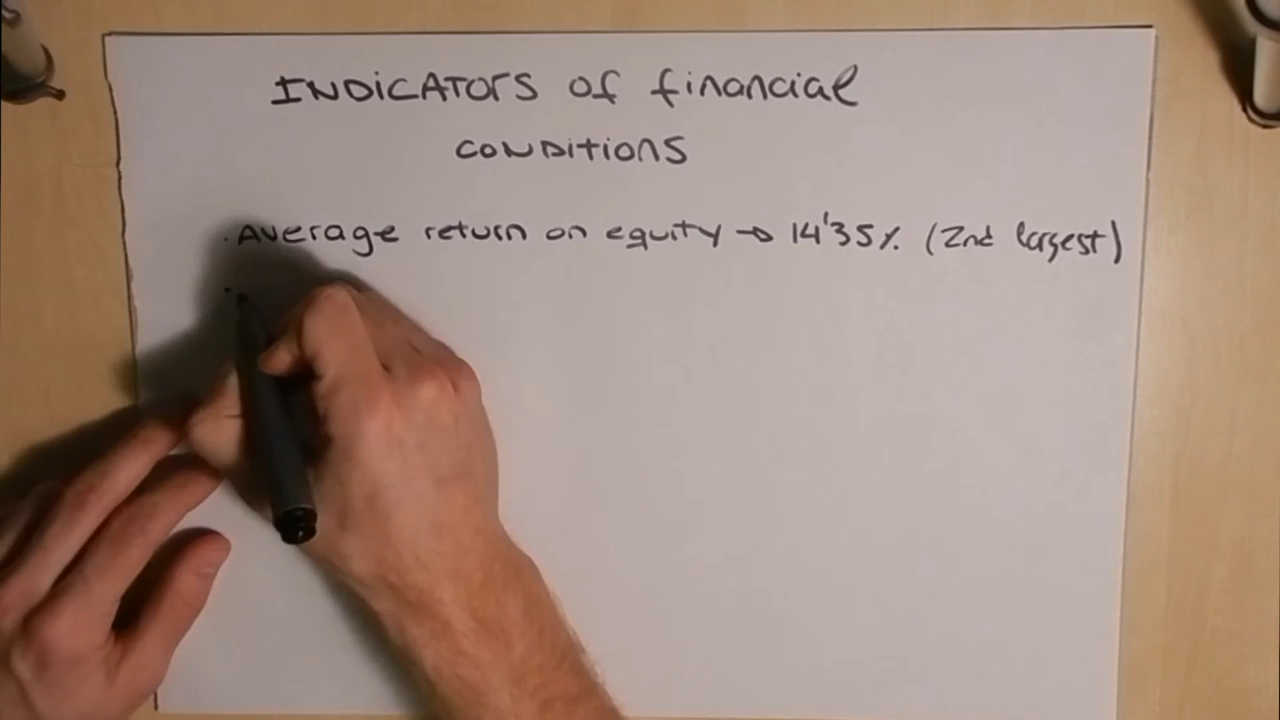 INDiCATOrS of financial
CONDitiONS
·Average return on equity → 14'35% (2nd largest)
·